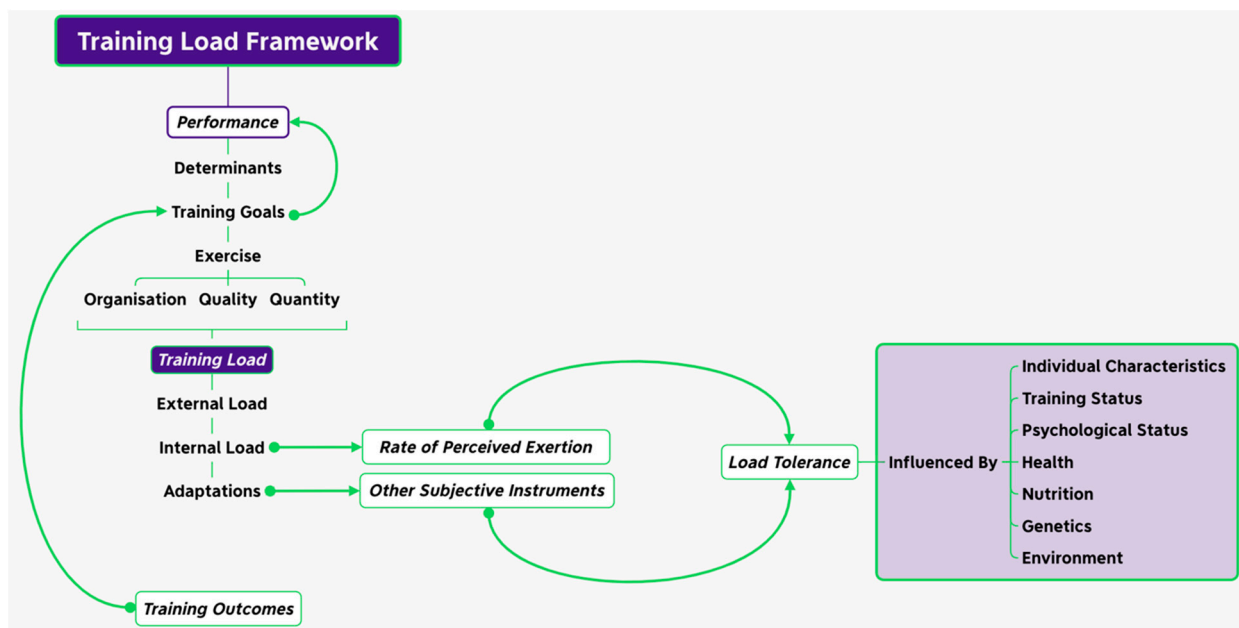 Training Load Framework
Performance
Determinants
Training Goals
Exercise
Organisation Quality Quantity
Training Load
External Load
Internal Load
Adaptations
Rate of Perceived Exertion
Other Subjective Instruments
Training Outcomes
Load Tolerance
Influenced By
Individual Characteristics
Training Status
Psychological Status
Health
Nutrition
Genetics
Environment